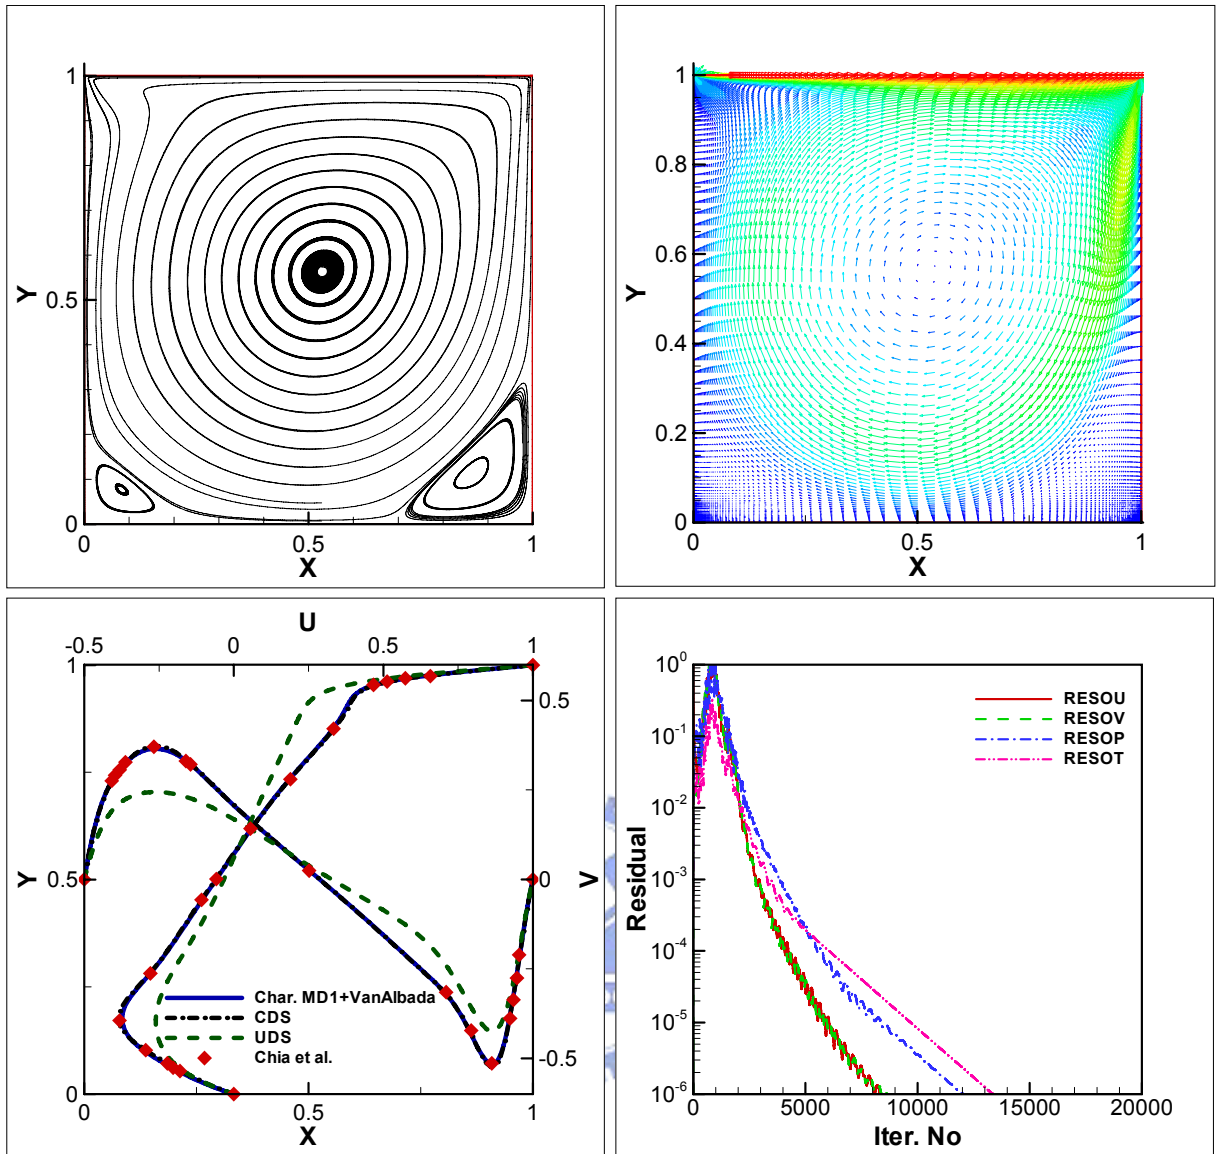 1
Y
0.5
0
0
0.5
1
X
1
0.8
Y
0.6
0.4
0.2
0
0
0.5
1
X
U
-0.5
0
0.5
1
1
Y
0.5
0
0.5
0
V
-0.5
Char. MD1+VanAlbada
CDS
UDS
Chia et al.
0
0.5
1
X
10^0
10^-1
10^-2
10^-3
10^-4
10^-5
10^-6
Residual
RESOU
RESOV
RESOP
RESOT
0
5000
10000
15000
20000
Iter. No